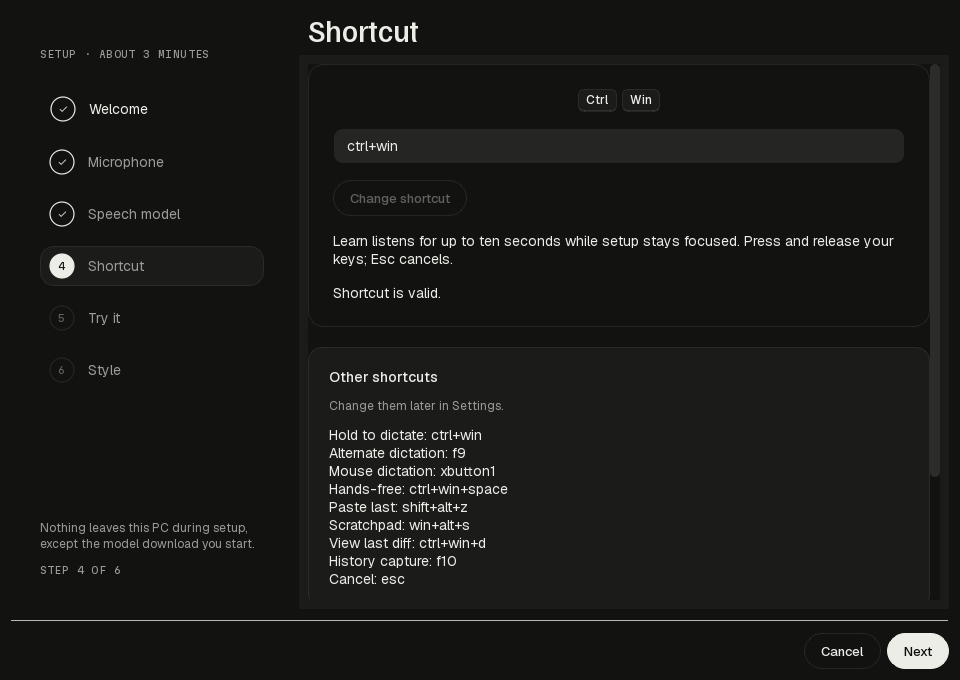 Shortcut
SETUP · ABOUT 3 MINUTES
Welcome
Microphone
Speech model
4 Shortcut
5 Try it
6 Style
Nothing leaves this PC during setup,
except the model download you start.
STEP 4 OF 6
Ctrl Win
ctrl+win
Change shortcut
Learn listens for up to ten seconds while setup stays focused. Press and release your
keys; Esc cancels.
Shortcut is valid.
Other shortcuts
Change them later in Settings.
Hold to dictate: ctrl+win
Alternate dictation: f9
Mouse dictation: xbutton1
Hands-free: ctrl+win+space
Paste last: shift+alt+z
Scratchpad: win+alt+s
View last diff: ctrl+win+d
History capture: f10
Cancel: esc
Cancel Next